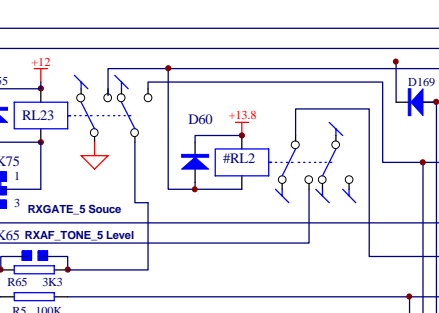 +12
D169
55
RL23
D60
+13.8
#RL2
K75
1
3
RXGATE_5 Souce
K65 RXAF_TONE_5 Level
R65 3K3
R5 100K